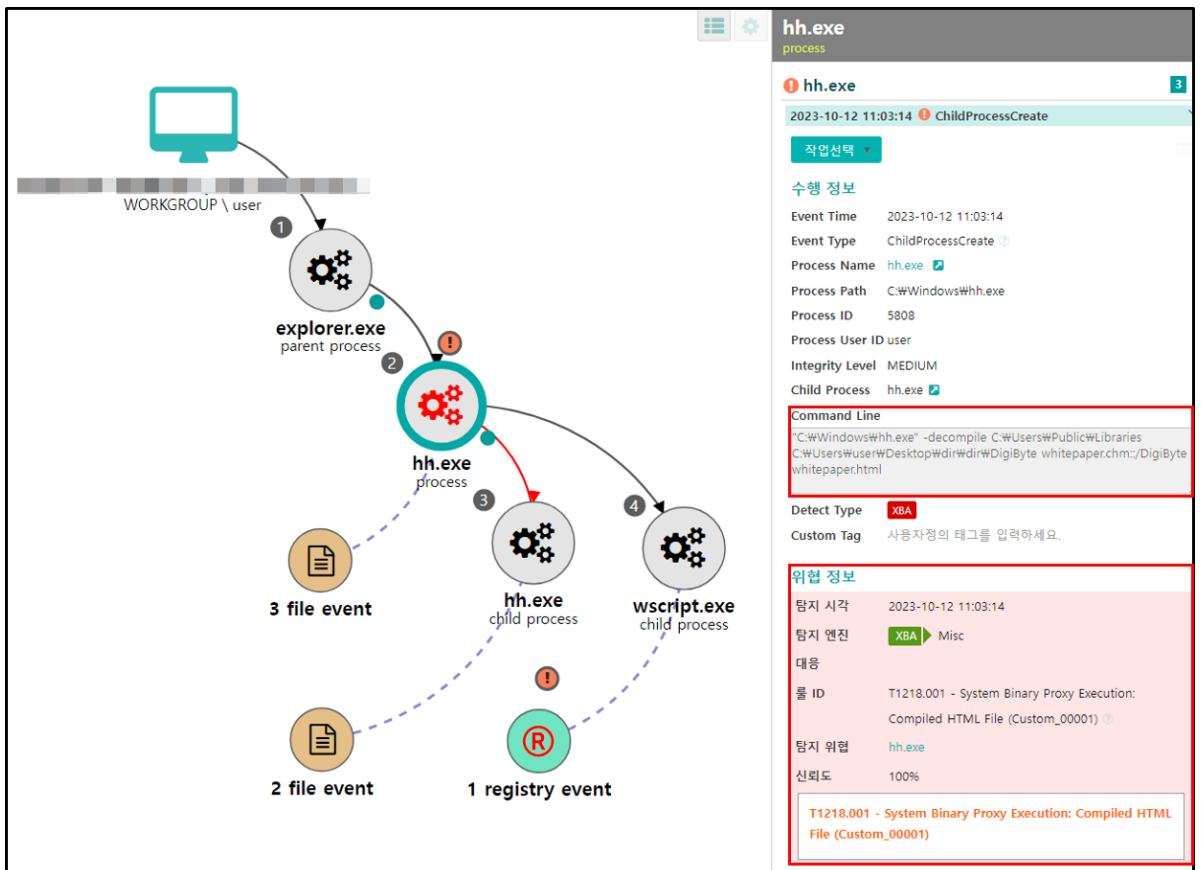 WORKGROUP \ user
1
explorer.exe
parent process
2
hh.exe
process
3
4
3 file event
hh.exe
child process
wscript.exe
child process
2 file event
R
1 registry event
hh.exe
process
hh.exe
3
2023-10-12 11:03:14 ChildProcessCreate
작업선택
수행 정보
Event Time 2023-10-12 11:03:14
Event Type ChildProcessCreate
Process Name hh.exe
Process Path C:₩Windows₩hh.exe
Process ID 5808
Process User ID user
Integrity Level MEDIUM
Child Process hh.exe
Command Line
"C:₩Windows₩hh.exe" -decompile C:₩Users₩Public₩Libraries
C:₩Users₩user₩Desktop₩dir₩dir₩DigiByte whitepaper.chm::/DigiByte
whitepaper.html
Detect Type XBA
Custom Tag 사용자정의 태그를 입력하세요.
위협 정보
탐지 시각 2023-10-12 11:03:14
탐지 엔진 XBA Misc
대응
룰 ID T1218.001 - System Binary Proxy Execution:
Compiled HTML File (Custom_00001)
탐지 위협 hh.exe
신뢰도 100%
T1218.001 - System Binary Proxy Execution: Compiled HTML
File (Custom_00001)